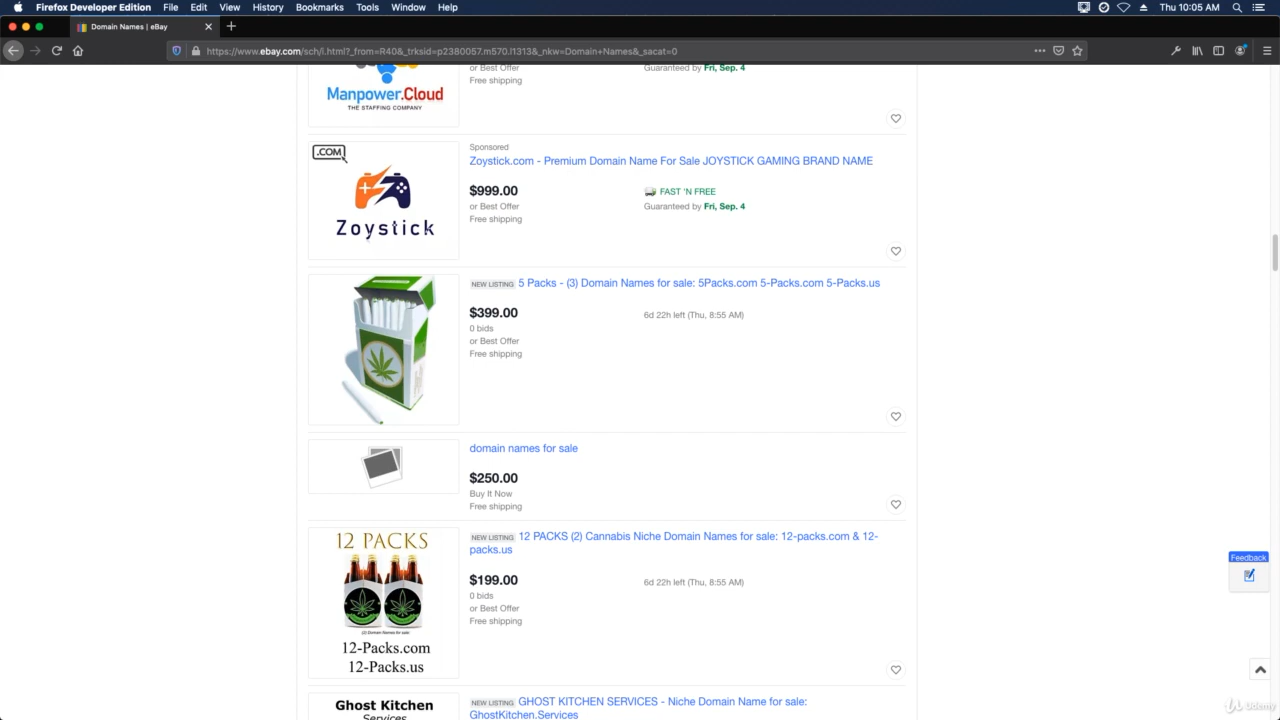 Firefox Developer Edition File Edit View History Bookmarks Tools Window Help
Thu 10:05 AM
Domain Names | eBay
https://www.ebay.com/sch/i.html?_from=R40&_trksid=p2380057.m570.l1313&_nkw=Domain+Names&_sacat=0
Manpower.Cloud
THE STAFFING COMPANY
or Best Offer
Free shipping
Guaranteed by Fri, Sep. 4
.COM
Zoystick
Sponsored
Zoystick.com - Premium Domain Name For Sale JOYSTICK GAMING BRAND NAME
$999.00
or Best Offer
Free shipping
FAST 'N FREE
Guaranteed by Fri, Sep. 4
NEW LISTING 5 Packs - (3) Domain Names for sale: 5Packs.com 5-Packs.com 5-Packs.us
$399.00
0 bids
or Best Offer
Free shipping
6d 22h left (Thu, 8:55 AM)
domain names for sale
$250.00
Buy It Now
Free shipping
12 PACKS
(2) Domain Names for sale!
12-Packs.com
12-Packs.us
NEW LISTING 12 PACKS (2) Cannabis Niche Domain Names for sale: 12-packs.com & 12-
packs.us
$199.00
0 bids
or Best Offer
Free shipping
6d 22h left (Thu, 8:55 AM)
Ghost Kitchen
Services
NEW LISTING GHOST KITCHEN SERVICES - Niche Domain Name for sale:
GhostKitchen.Services
Feedback
Udemy